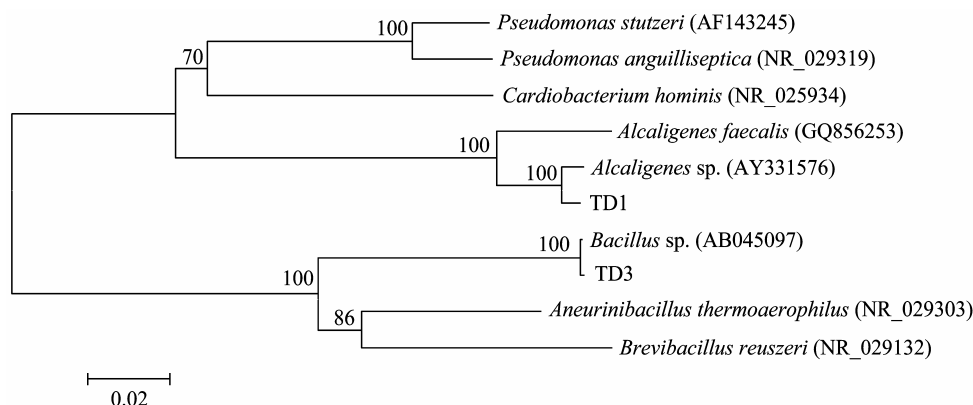 100
Pseudomonas stutzeri (AF143245)
70
Pseudomonas anguilliseptica (NR_029319)
Cardiobacterium hominis (NR_025934)
100
Alcaligenes faecalis (GQ856253)
100
Alcaligenes sp. (AY331576)
TD1
100
Bacillus sp. (AB045097)
100
TD3
86
Aneurinibacillus thermoaerophilus (NR_029303)
Brevibacillus reuszeri (NR_029132)
0.02